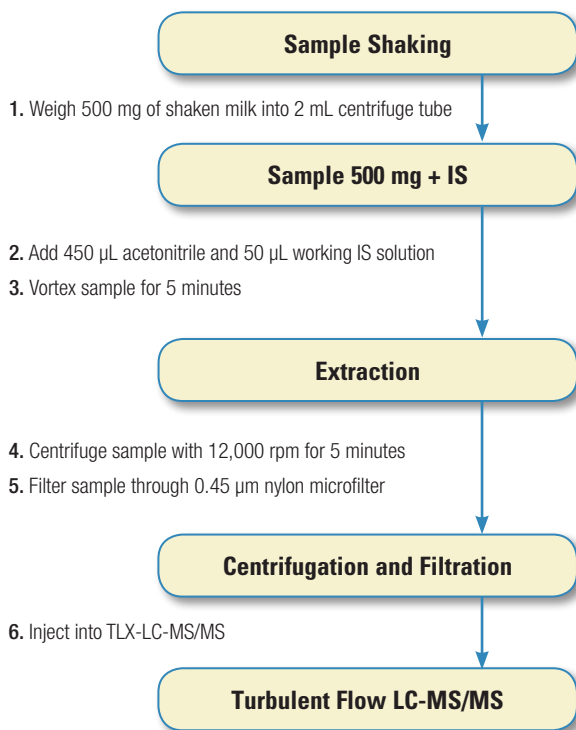 Sample Shaking
1. Weigh 500 mg of shaken milk into 2 mL centrifuge tube
Sample 500 mg + IS
2. Add 450 µL acetonitrile and 50 µL working IS solution
3. Vortex sample for 5 minutes
Extraction
4. Centrifuge sample with 12,000 rpm for 5 minutes
5. Filter sample through 0.45 µm nylon microfilter
Centrifugation and Filtration
6. Inject into TLX-LC-MS/MS
Turbulent Flow LC-MS/MS